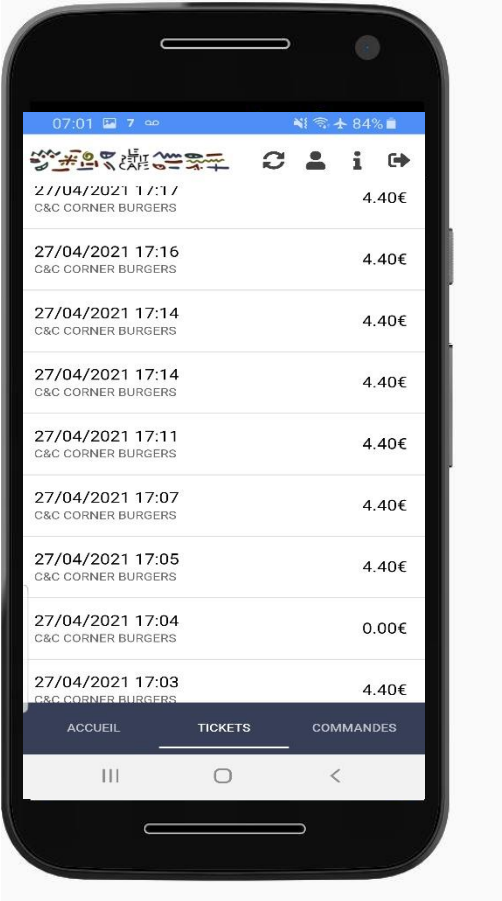 07:01 7 84%
27/04/2021 17:17
C&C CORNER BURGERS
4.40€
27/04/2021 17:16
C&C CORNER BURGERS
4.40€
27/04/2021 17:14
C&C CORNER BURGERS
4.40€
27/04/2021 17:14
C&C CORNER BURGERS
4.40€
27/04/2021 17:11
C&C CORNER BURGERS
4.40€
27/04/2021 17:07
C&C CORNER BURGERS
4.40€
27/04/2021 17:05
C&C CORNER BURGERS
4.40€
27/04/2021 17:04
C&C CORNER BURGERS
0.00€
27/04/2021 17:03
C&C CORNER BURGERS
4.40€
ACCUEIL TICKETS COMMANDES